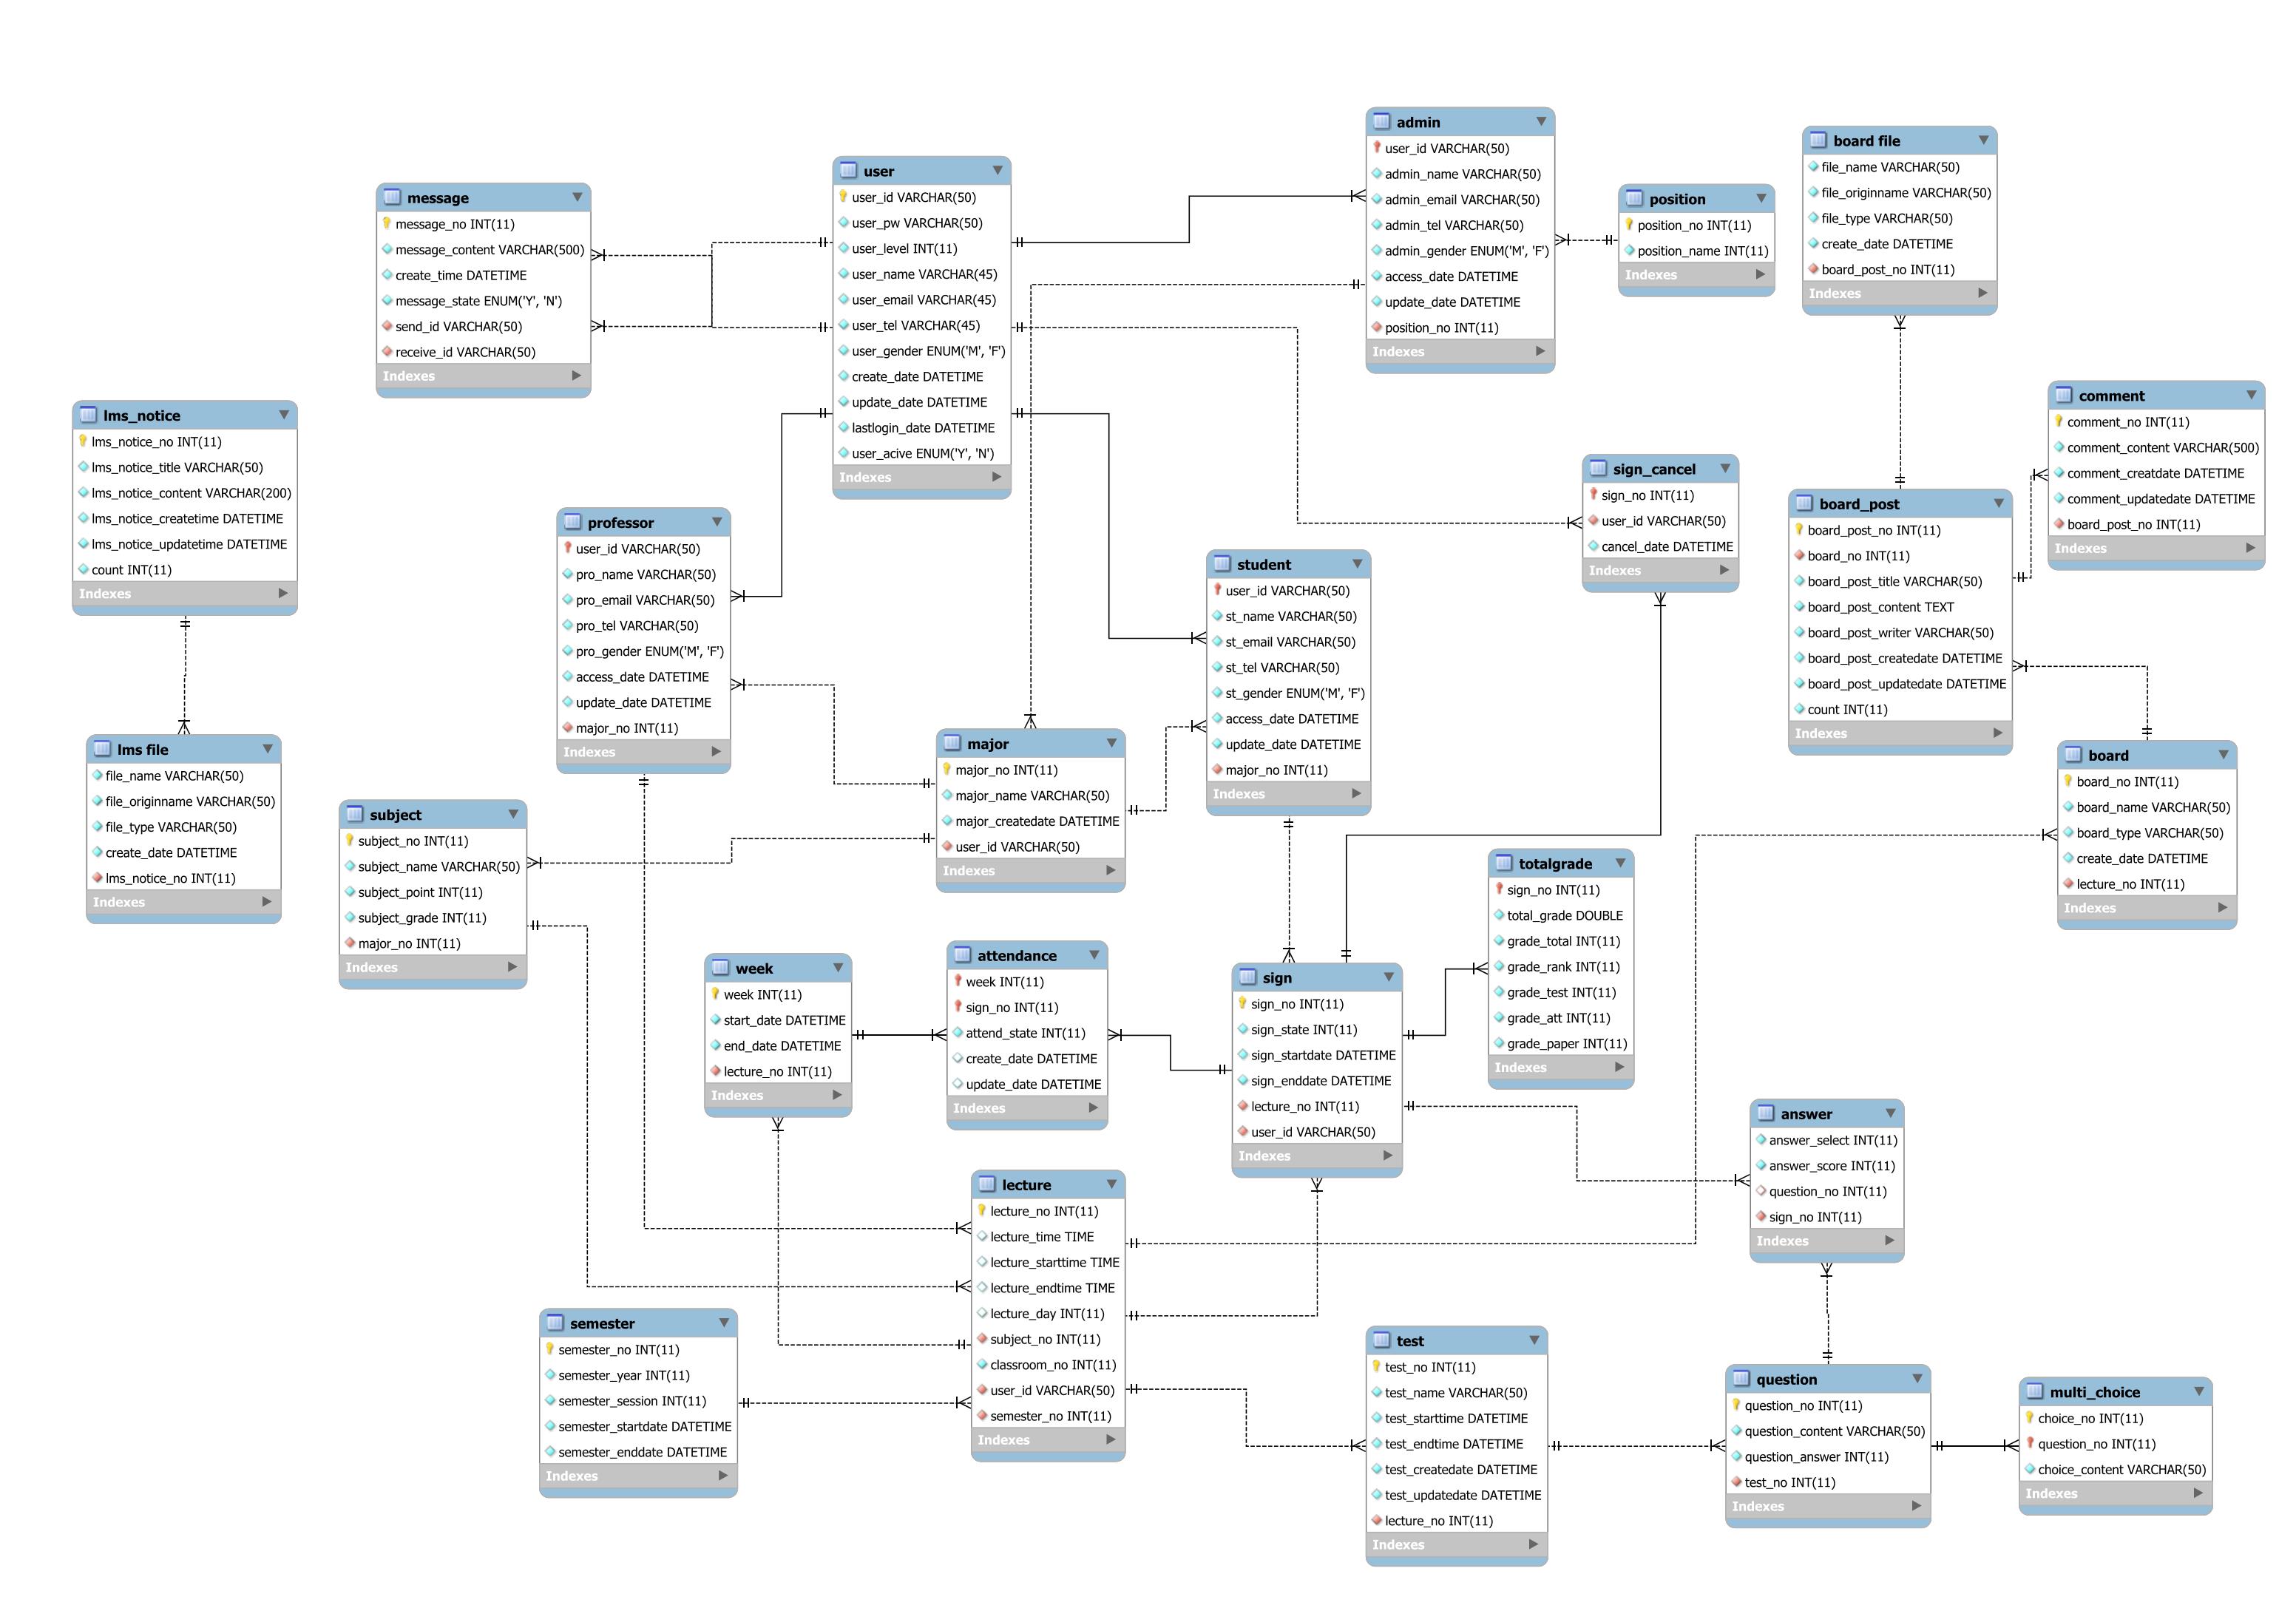 admin
user_id VARCHAR(50)
admin_name VARCHAR(50)
admin_email VARCHAR(50)
admin_tel VARCHAR(50)
admin_gender ENUM('M', 'F')
access_date DATETIME
update_date DATETIME
position_no INT(11)
Indexes
board file
file_name VARCHAR(50)
file_originname VARCHAR(50)
file_type VARCHAR(50)
create_date DATETIME
board_post_no INT(11)
Indexes
user
user_id VARCHAR(50)
user_pw VARCHAR(50)
user_level INT(11)
user_name VARCHAR(45)
user_email VARCHAR(45)
user_tel VARCHAR(45)
user_gender ENUM('M', 'F')
create_date DATETIME
update_date DATETIME
lastlogin_date DATETIME
user_acive ENUM('Y', 'N')
Indexes
message
message_no INT(11)
message_content VARCHAR(500)
create_time DATETIME
message_state ENUM('Y', 'N')
send_id VARCHAR(50)
receive_id VARCHAR(50)
Indexes
position
position_no INT(11)
position_name INT(11)
Indexes
comment
comment_no INT(11)
comment_content VARCHAR(500)
comment_creatdate DATETIME
comment_updatedate DATETIME
board_post_no INT(11)
Indexes
lms_notice
lms_notice_no INT(11)
lms_notice_title VARCHAR(50)
lms_notice_content VARCHAR(200)
lms_notice_createtime DATETIME
lms_notice_updatetime DATETIME
count INT(11)
Indexes
sign_cancel
sign_no INT(11)
user_id VARCHAR(50)
cancel_date DATETIME
Indexes
board_post
board_post_no INT(11)
board_no INT(11)
board_post_title VARCHAR(50)
board_post_content TEXT
board_post_writer VARCHAR(50)
board_post_createdate DATETIME
board_post_updatedate DATETIME
count INT(11)
Indexes
professor
user_id VARCHAR(50)
pro_name VARCHAR(50)
pro_email VARCHAR(50)
pro_tel VARCHAR(50)
pro_gender ENUM('M', 'F')
access_date DATETIME
update_date DATETIME
major_no INT(11)
Indexes
student
user_id VARCHAR(50)
st_name VARCHAR(50)
st_email VARCHAR(50)
st_tel VARCHAR(50)
st_gender ENUM('M', 'F')
access_date DATETIME
update_date DATETIME
major_no INT(11)
Indexes
major
major_no INT(11)
major_name VARCHAR(50)
major_createdate DATETIME
user_id VARCHAR(50)
Indexes
lms file
file_name VARCHAR(50)
file_originname VARCHAR(50)
file_type VARCHAR(50)
create_date DATETIME
lms_notice_no INT(11)
Indexes
board
board_no INT(11)
board_name VARCHAR(50)
board_type VARCHAR(50)
create_date DATETIME
lecture_no INT(11)
Indexes
subject
subject_no INT(11)
subject_name VARCHAR(50)
subject_point INT(11)
subject_grade INT(11)
major_no INT(11)
Indexes
totalgrade
sign_no INT(11)
total_grade DOUBLE
grade_total INT(11)
grade_rank INT(11)
grade_test INT(11)
grade_att INT(11)
grade_paper INT(11)
Indexes
week
week INT(11)
start_date DATETIME
end_date DATETIME
lecture_no INT(11)
Indexes
attendance
week INT(11)
sign_no INT(11)
attend_state INT(11)
create_date DATETIME
update_date DATETIME
Indexes
sign
sign_no INT(11)
sign_state INT(11)
sign_startdate DATETIME
sign_enddate DATETIME
lecture_no INT(11)
user_id VARCHAR(50)
Indexes
answer
answer_select INT(11)
answer_score INT(11)
question_no INT(11)
sign_no INT(11)
Indexes
lecture
lecture_no INT(11)
lecture_time TIME
lecture_starttime TIME
lecture_endtime TIME
lecture_day INT(11)
subject_no INT(11)
classroom_no INT(11)
user_id VARCHAR(50)
semester_no INT(11)
Indexes
semester
semester_no INT(11)
semester_year INT(11)
semester_session INT(11)
semester_startdate DATETIME
semester_enddate DATETIME
Indexes
test
test_no INT(11)
test_name VARCHAR(50)
test_starttime DATETIME
test_endtime DATETIME
test_createdate DATETIME
test_updatedate DATETIME
lecture_no INT(11)
Indexes
question
question_no INT(11)
question_content VARCHAR(50)
question_answer INT(11)
test_no INT(11)
Indexes
multi_choice
choice_no INT(11)
question_no INT(11)
choice_content VARCHAR(50)
Indexes